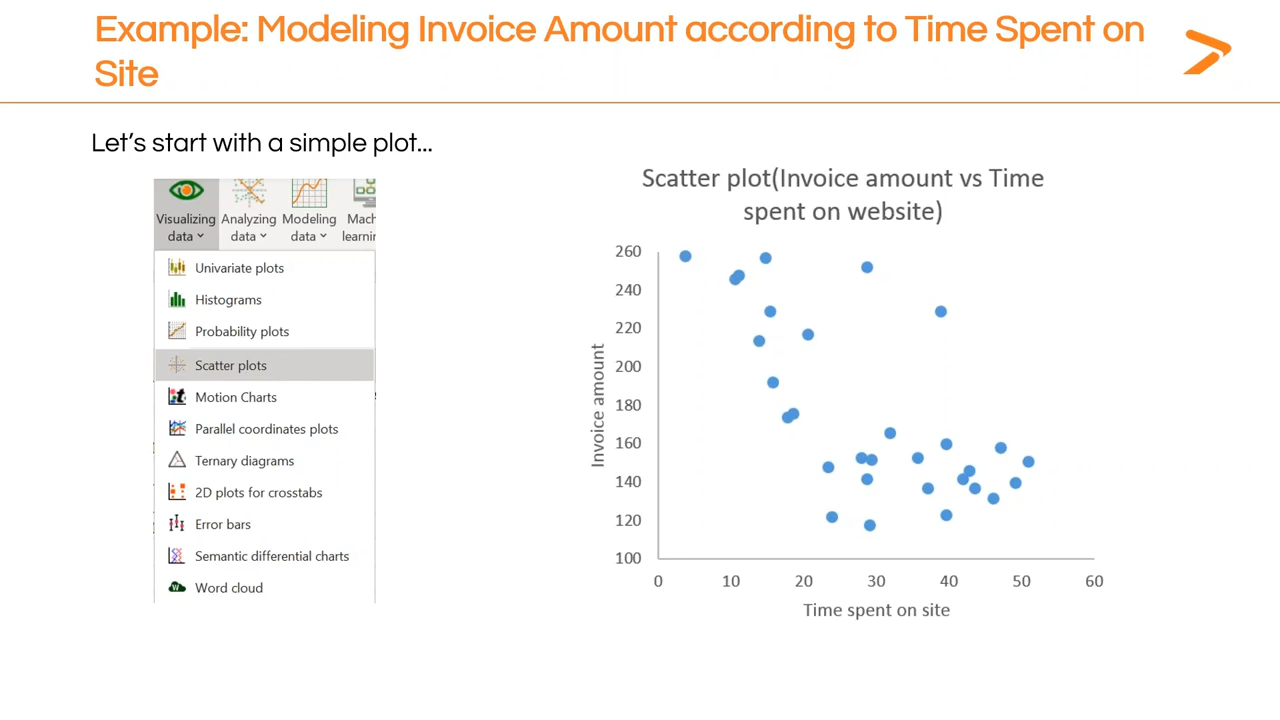 Example: Modeling Invoice Amount according to Time Spent on
Site
Let's start with a simple plot...
Visualizing data
Analyzing data
Modeling data
Mach
learnin
Univariate plots
Histograms
Probability plots
Scatter plots
Motion Charts
Parallel coordinates plots
Ternary diagrams
2D plots for crosstabs
Error bars
Semantic differential charts
W
Word cloud
Scatter plot(Invoice amount vs Time
spent on website)
Invoice amount
260
240
220
200
180
160
140
120
100
0 10 20 30 40 50 60
Time spent on site